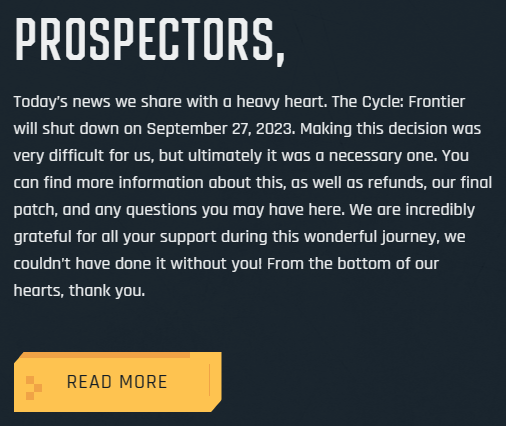 PROSPECTORS,
Today's news we share with a heavy heart. The Cycle: Frontier
will shut down on September 27, 2023. Making this decision was
very difficult for us, but ultimately it was a necessary one. You
can find more information about this, as well as refunds, our final
patch, and any questions you may have here. We are incredibly
grateful for all your support during this wonderful journey, we
couldn't have done it without you! From the bottom of our
hearts, thank you.
READ MORE